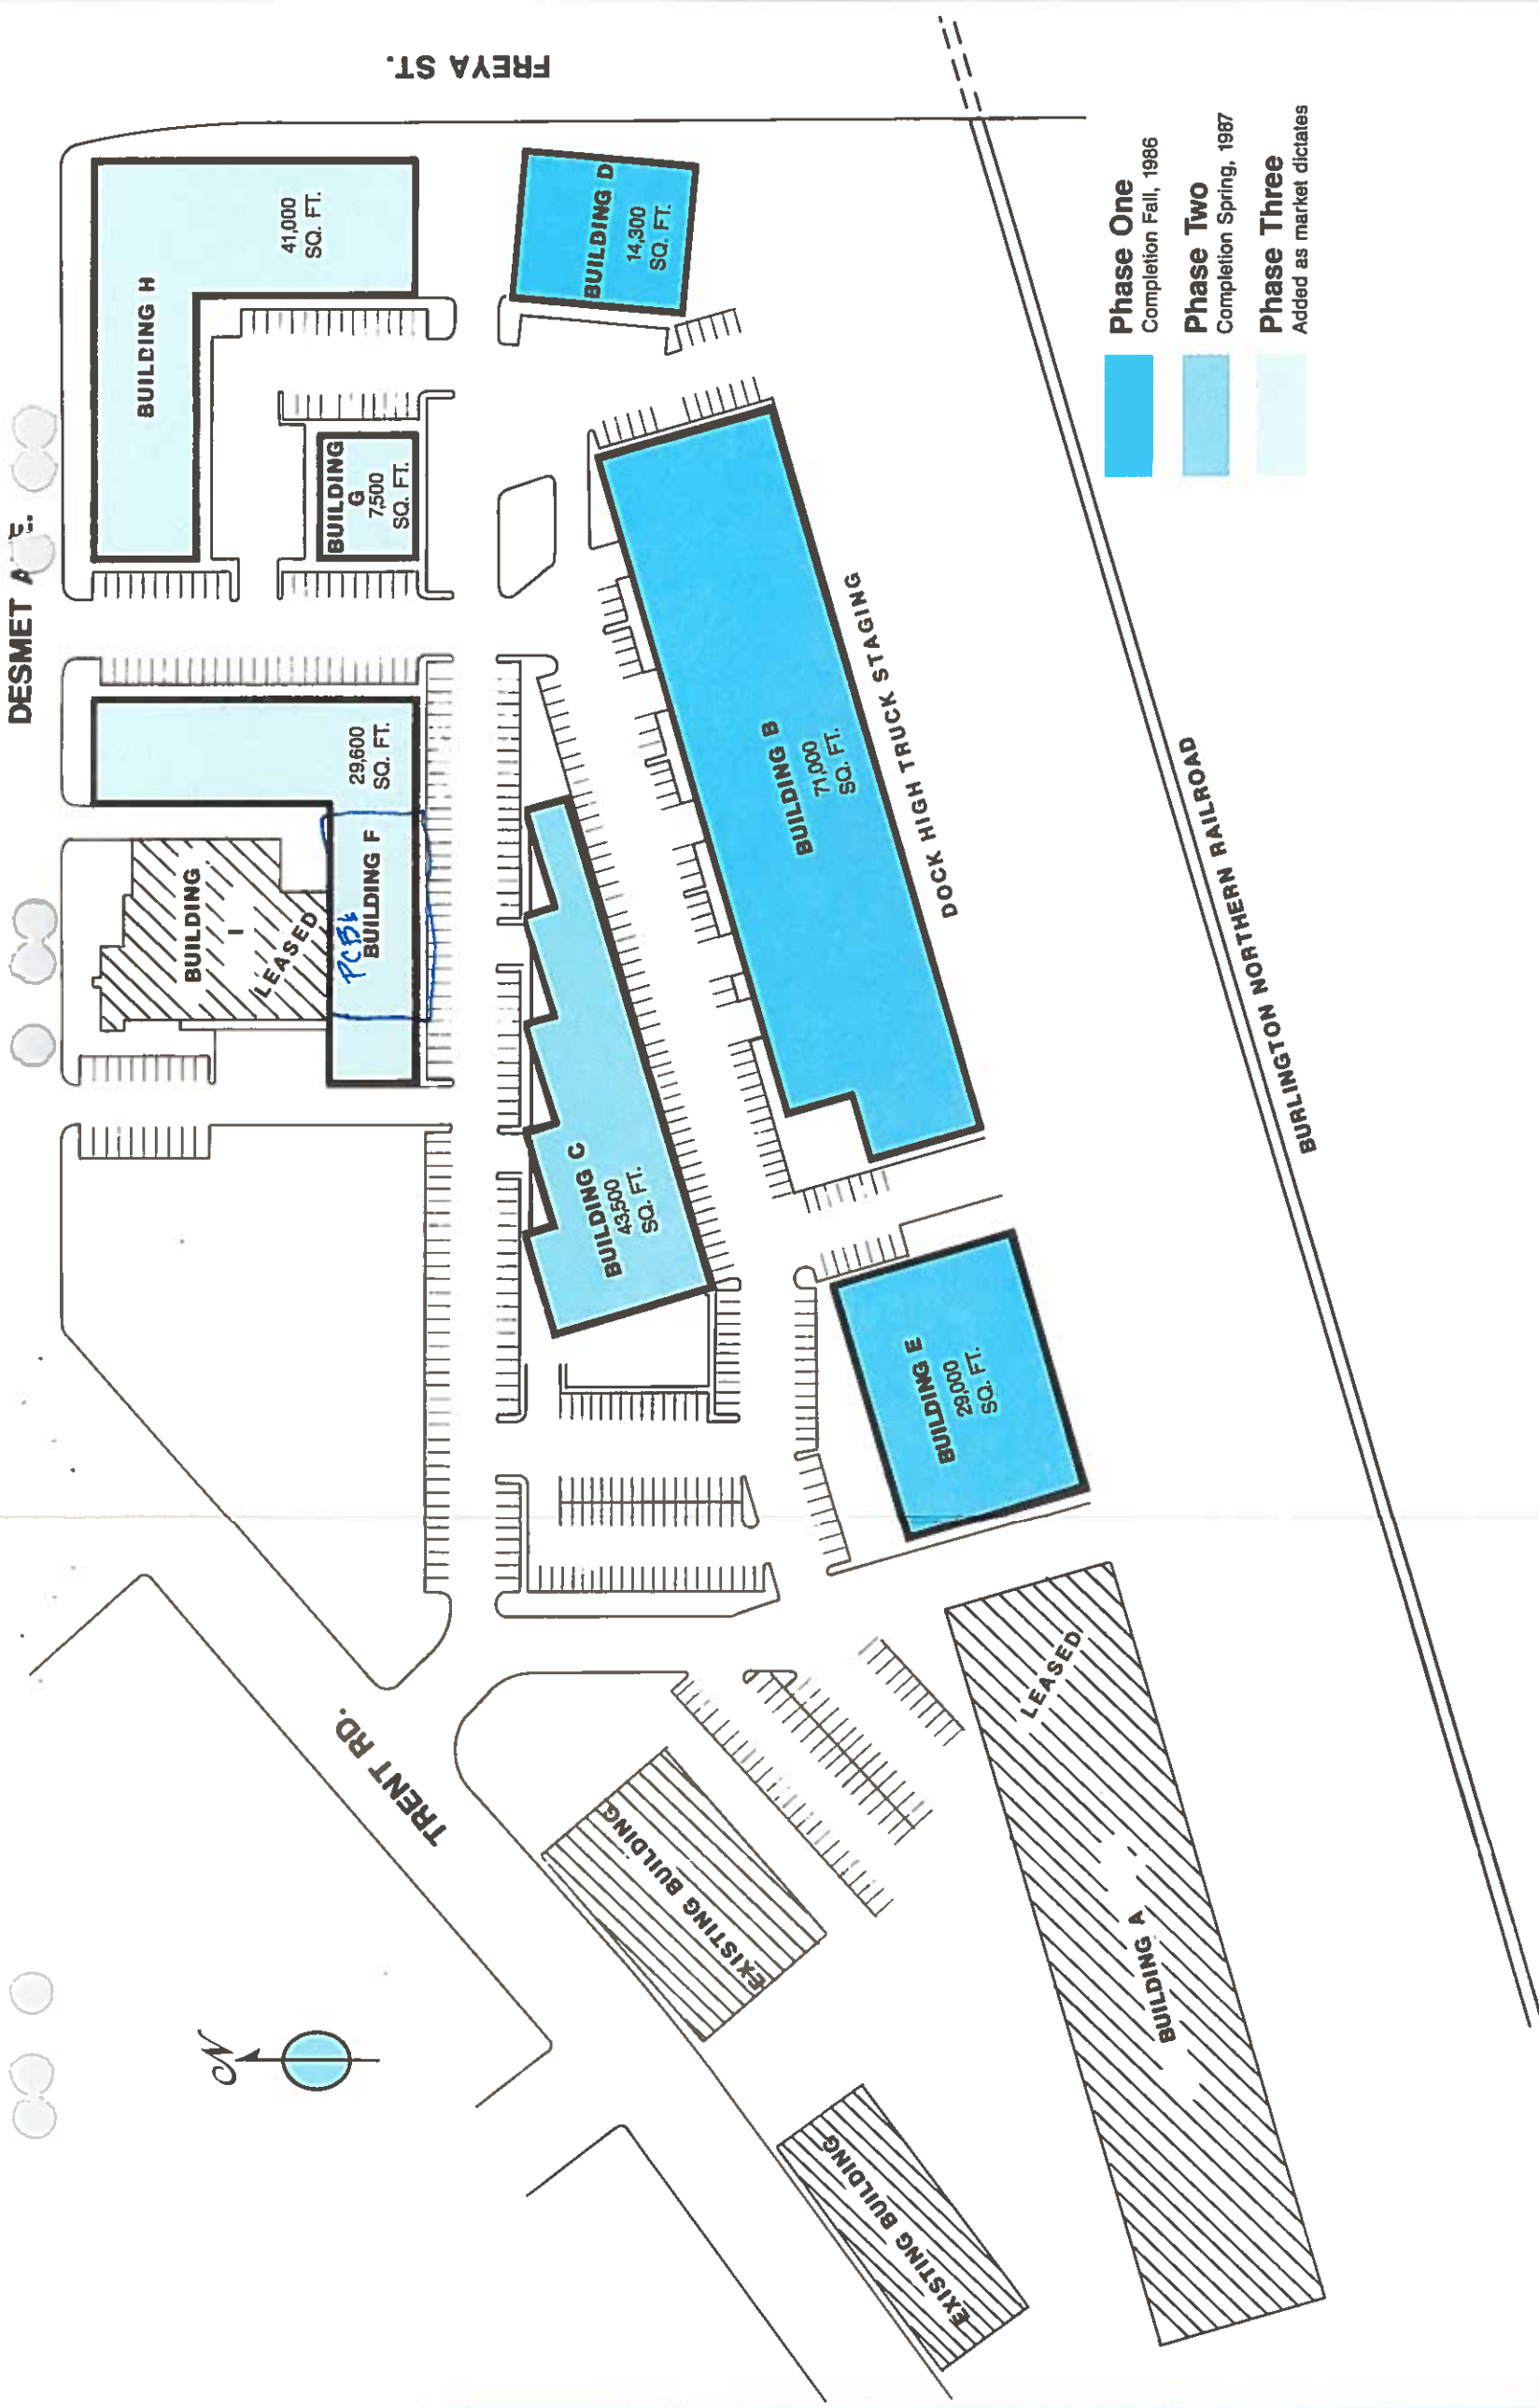 DESMET A E.
FREYA ST.
TRENT RD.
N
BUILDING H
41,000
SQ. FT.
BUILDING
G
7,500
SQ. FT.
29,600
SQ. FT.
BUILDING F
PCB's
BUILDING
I
LEASED
BUILDING D
14,300
SQ. FT.
BUILDING C
43,500
SQ. FT.
BUILDING B
71,000
SQ. FT.
DOCK HIGH TRUCK STAGING
BUILDING E
29,000
SQ. FT.
LEASED
BUILDING A
EXISTING BUILDING
EXISTING BUILDING
BURLINGTON NORTHERN RAILROAD
Phase One
Completion Fall, 1986
Phase Two
Completion Spring, 1987
Phase Three
Added as market dictates